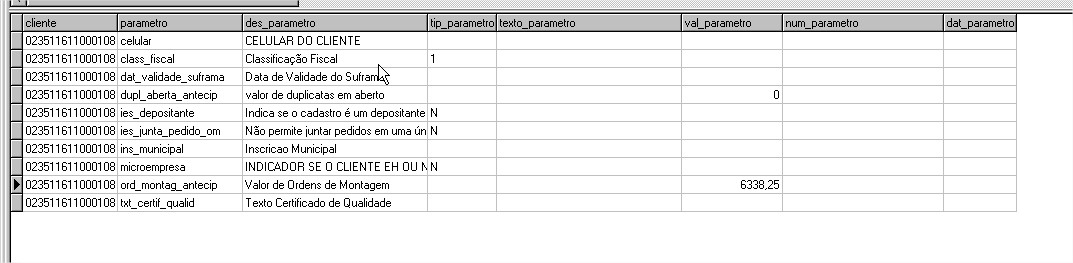 cliente parametro des_parametro tip_parametro texto_parametro val_parametro num_parametro dat_parametro
023511611000108 celular CELULAR DO CLIENTE
023511611000108 class_fiscal Classificação Fiscal 1
023511611000108 dat_validade_suframa Data de Validade do Suframa
023511611000108 dupl_aberta_antecip valor de duplicatas em aberto 0
023511611000108 ies_depositante Indica se o cadastro é um depositante N
023511611000108 ies_junta_pedido_om Não permite juntar pedidos em uma ún N
023511611000108 ins_municipal Inscricao Municipal
023511611000108 microempresa INDICADOR SE O CLIENTE EH OU N N
023511611000108 ord_montag_antecip Valor de Ordens de Montagem 6338,25
023511611000108 txt_certif_qualid Texto Certificado de Qualidade